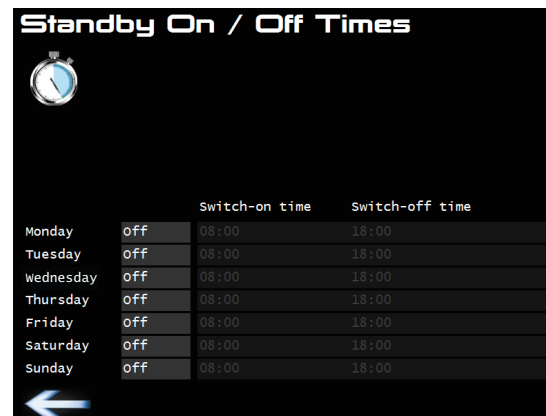 Standby On / Off Times
Switch-on time Switch-off time
Monday off 08:00 18:00
Tuesday off 08:00 18:00
Wednesday off 08:00 18:00
Thursday off 08:00 18:00
Friday off 08:00 18:00
Saturday off 08:00 18:00
Sunday off 08:00 18:00